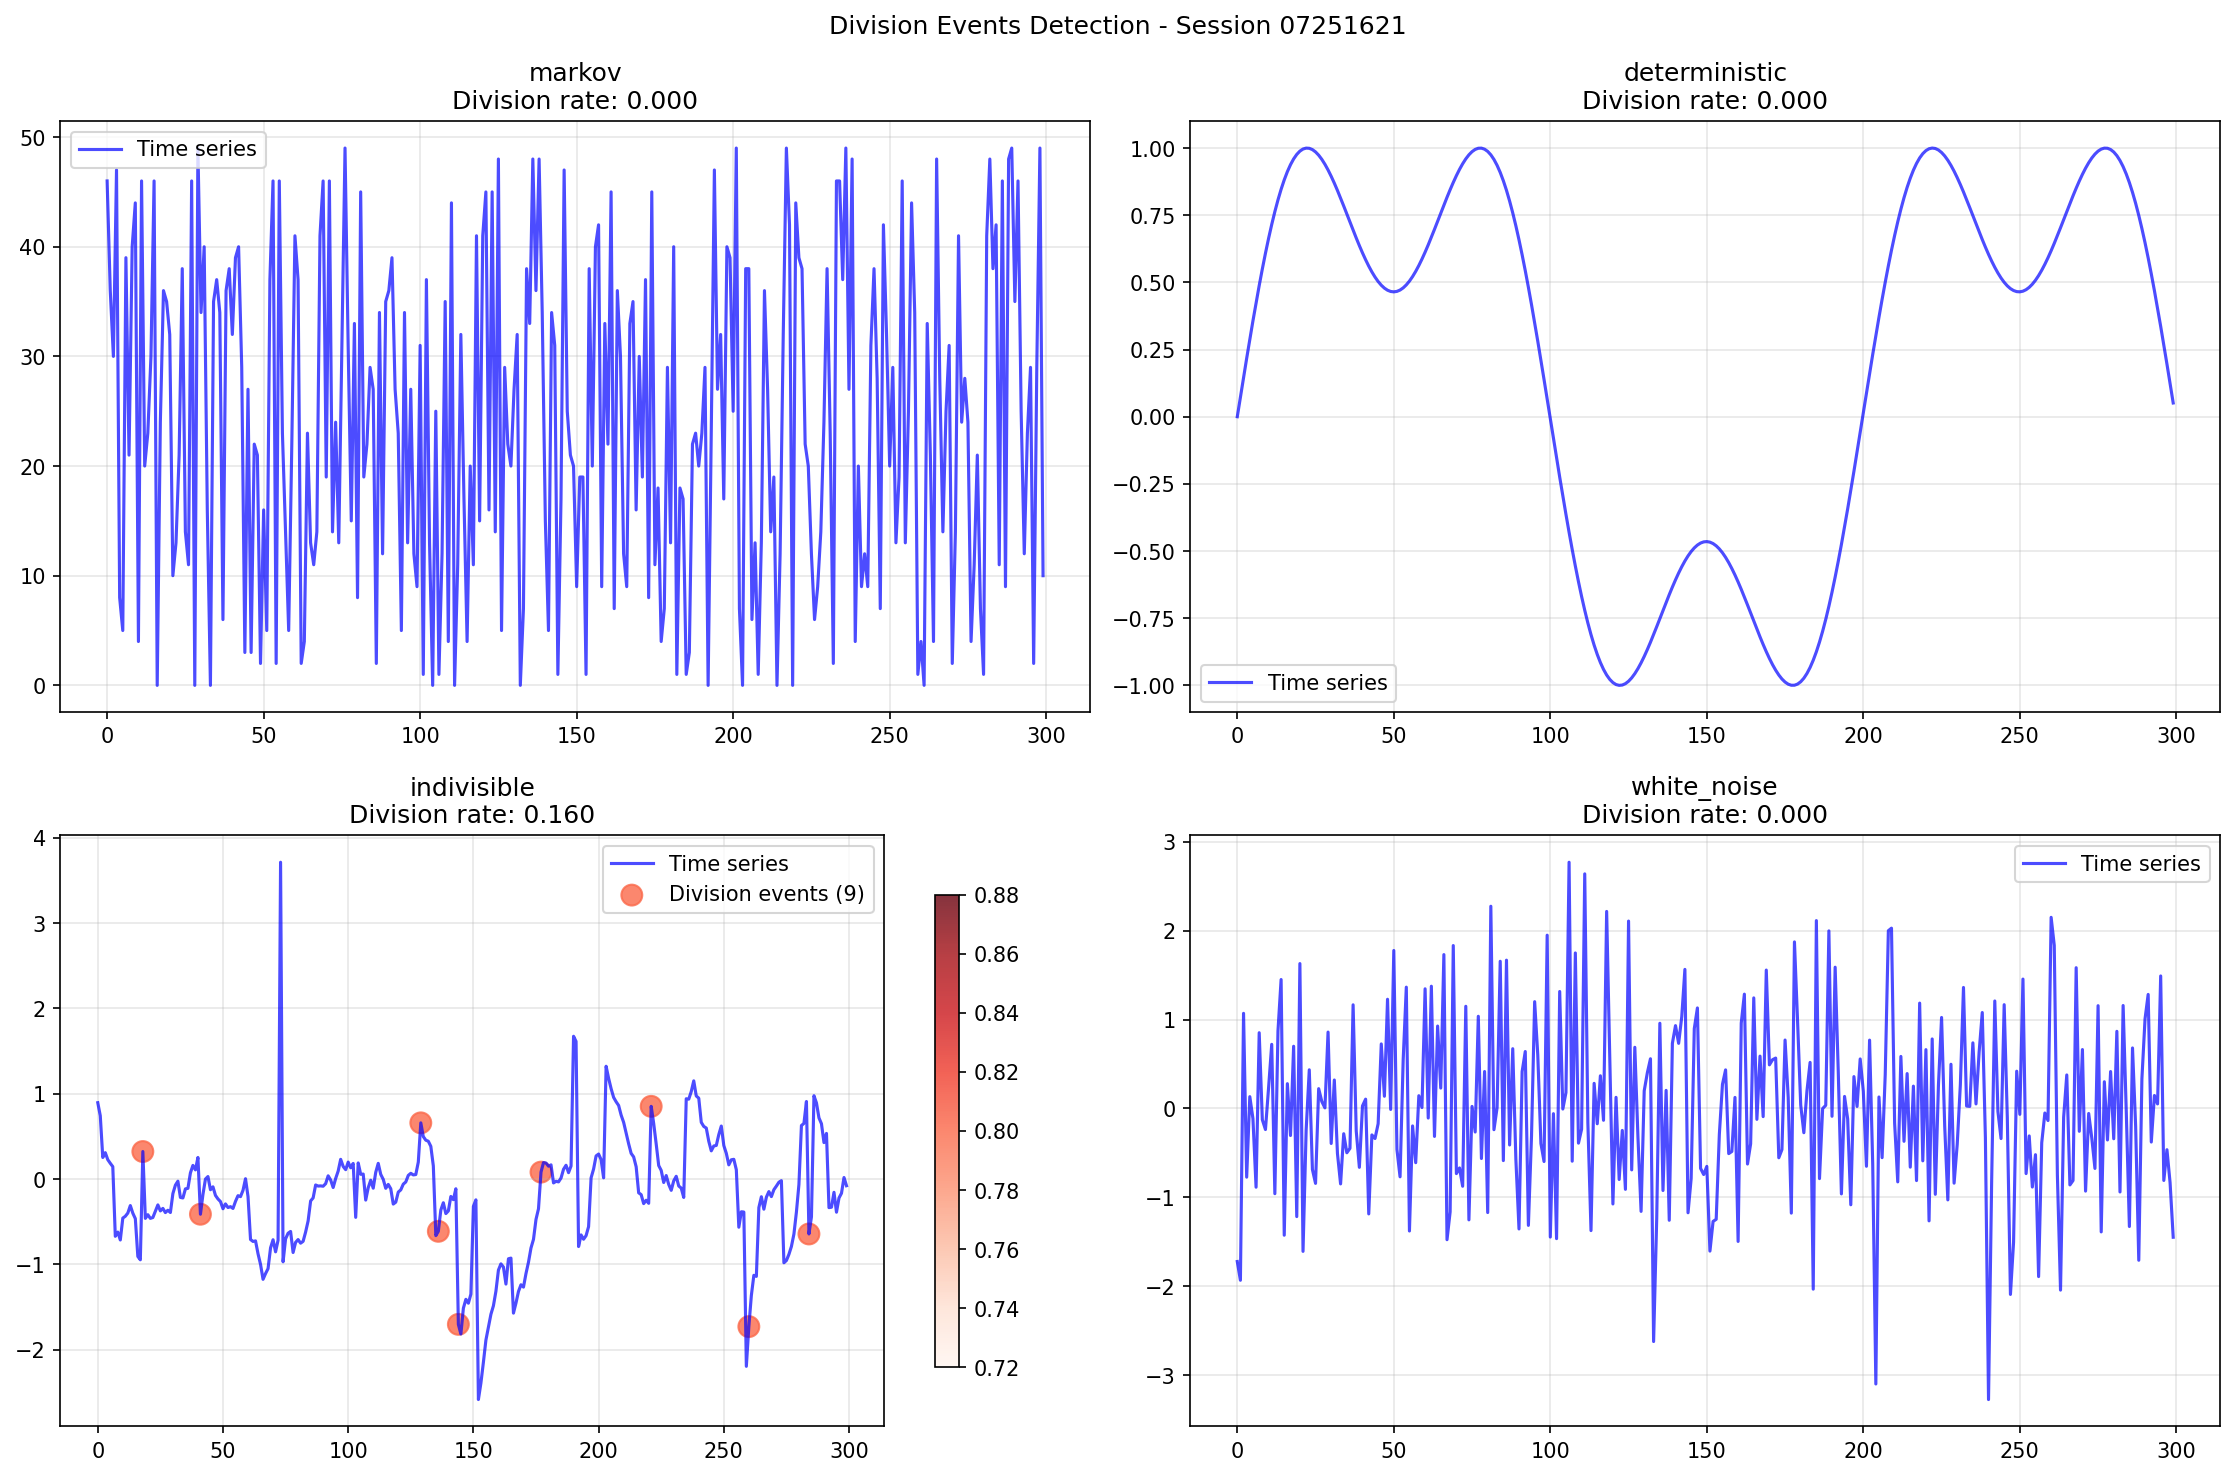 Division Events Detection - Session 07251621
markov
Division rate: 0.000
Time series
50
40
30
20
10
0
0 50 100 150 200 250 300
deterministic
Division rate: 0.000
1.00
0.75
0.50
0.25
0.00
−0.25
−0.50
−0.75
−1.00
Time series
0 50 100 150 200 250 300
indivisible
Division rate: 0.160
Time series
Division events (9)
4
3
2
1
0
−1
−2
0 50 100 150 200 250 300
0.88
0.86
0.84
0.82
0.80
0.78
0.76
0.74
0.72
white_noise
Division rate: 0.000
Time series
3
2
1
0
−1
−2
−3
0 50 100 150 200 250 300